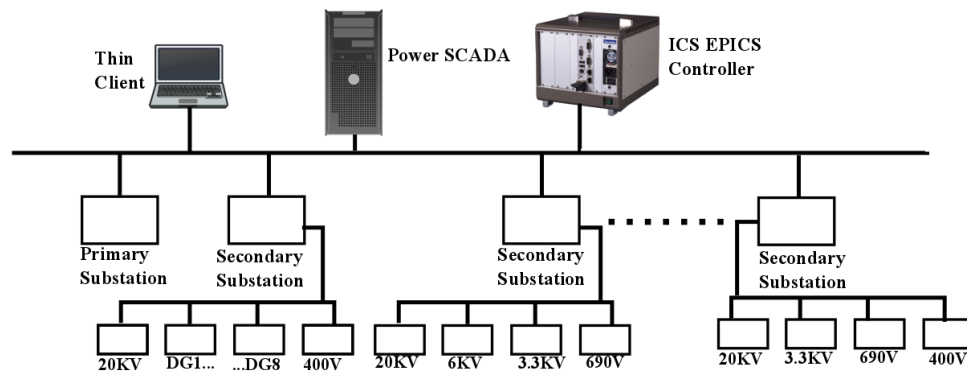 Thin
Client
Power SCADA
ICS EPICS
Controller
Primary
Substation
Secondary
Substation
Secondary
Substation
Secondary
Substation
20KV
DG1...
...DG8
400V
20KV
6KV
3.3KV
690V
20KV
3.3KV
690V
400V